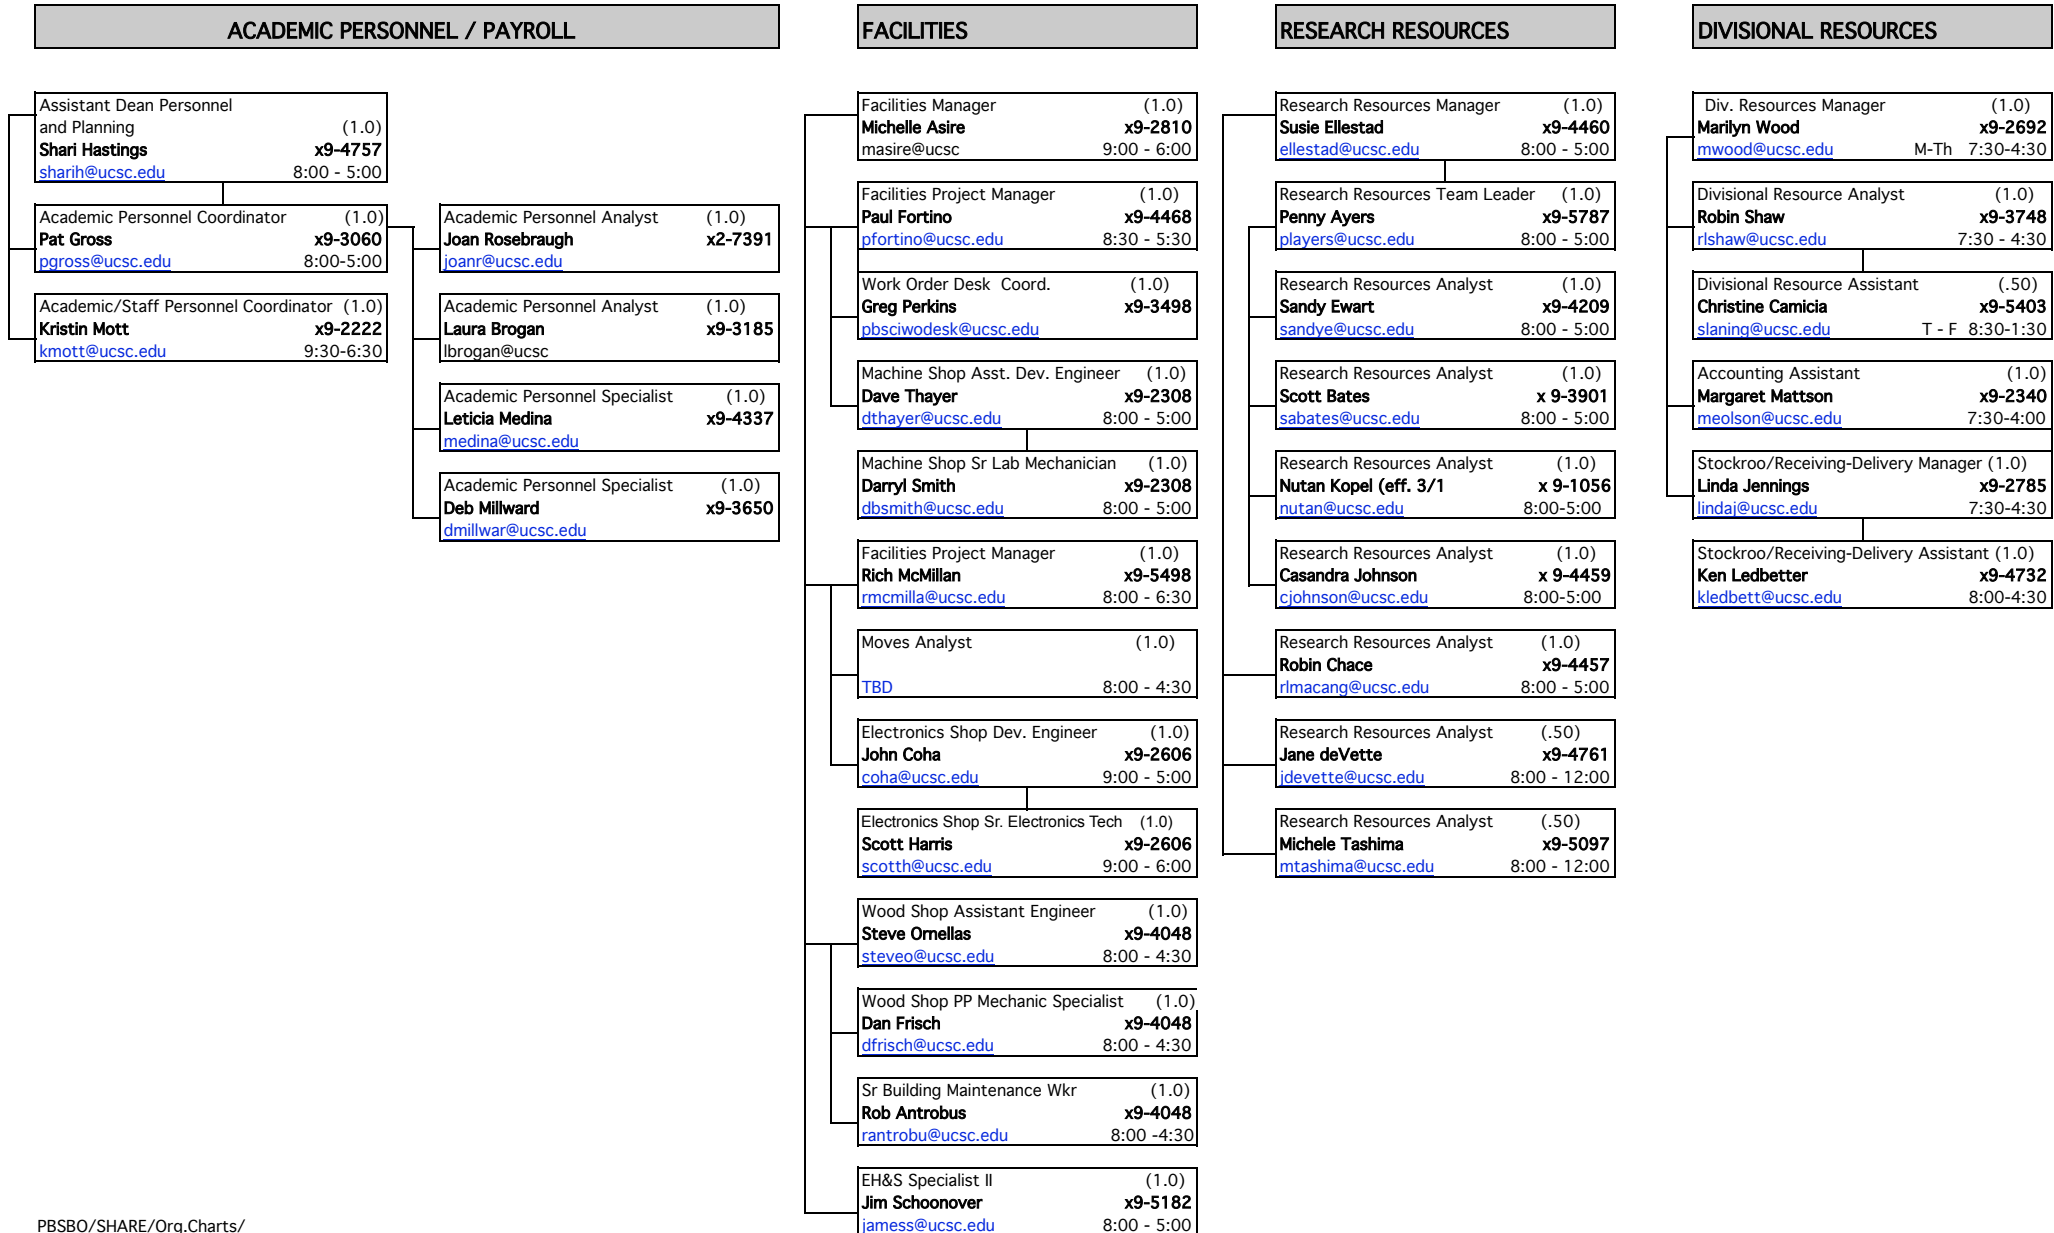 ACADEMIC PERSONNEL / PAYROLL
Assistant Dean Personnel
and Planning (1.0)
Shari Hastings x9-4757
sharih@ucsc.edu 8:00 - 5:00
Academic Personnel Coordinator (1.0)
Pat Gross x9-3060
pgross@ucsc.edu 8:00-5:00
Academic/Staff Personnel Coordinator (1.0)
Kristin Mott x9-2222
kmott@ucsc.edu 9:30-6:30
Academic Personnel Analyst (1.0)
Joan Rosebraugh x2-7391
joanr@ucsc.edu
Academic Personnel Analyst (1.0)
Laura Brogan x9-3185
lbrogan@ucsc
Academic Personnel Specialist (1.0)
Leticia Medina x9-4337
medina@ucsc.edu
Academic Personnel Specialist (1.0)
Deb Millward x9-3650
dmillwar@ucsc.edu
FACILITIES
Facilities Manager (1.0)
Michelle Asire x9-2810
masire@ucsc 9:00 - 6:00
Facilities Project Manager (1.0)
Paul Fortino x9-4468
pfortino@ucsc.edu 8:30 - 5:30
Work Order Desk Coord. (1.0)
Greg Perkins x9-3498
pbsciwodesk@ucsc.edu
Machine Shop Asst. Dev. Engineer (1.0)
Dave Thayer x9-2308
dthayer@ucsc.edu 8:00 - 5:00
Machine Shop Sr Lab Mechanician (1.0)
Darryl Smith x9-2308
dbsmith@ucsc.edu 8:00 - 5:00
Facilities Project Manager (1.0)
Rich McMillan x9-5498
rmcmilla@ucsc.edu 8:00 - 6:30
Moves Analyst (1.0)
TBD 8:00 - 4:30
Electronics Shop Dev. Engineer (1.0)
John Coha x9-2606
coha@ucsc.edu 9:00 - 5:00
Electronics Shop Sr. Electronics Tech (1.0)
Scott Harris x9-2606
scotth@ucsc.edu 9:00 - 6:00
Wood Shop Assistant Engineer (1.0)
Steve Ornellas x9-4048
steveo@ucsc.edu 8:00 - 4:30
Wood Shop PP Mechanic Specialist (1.0)
Dan Frisch x9-4048
dfrisch@ucsc.edu 8:00 - 4:30
Sr Building Maintenance Wkr (1.0)
Rob Antrobus x9-4048
rantrobu@ucsc.edu 8:00 -4:30
EH&S Specialist II (1.0)
Jim Schoonover x9-5182
jamess@ucsc.edu 8:00 - 5:00
RESEARCH RESOURCES
Research Resources Manager (1.0)
Susie Ellestad x9-4460
ellestad@ucsc.edu 8:00 - 5:00
Research Resources Team Leader (1.0)
Penny Ayers x9-5787
players@ucsc.edu 8:00 - 5:00
Research Resources Analyst (1.0)
Sandy Ewart x9-4209
sandye@ucsc.edu 8:00 - 5:00
Research Resources Analyst (1.0)
Scott Bates x 9-3901
sabates@ucsc.edu 8:00 - 5:00
Research Resources Analyst (1.0)
Nutan Kopel (eff. 3/1 x 9-1056
nutan@ucsc.edu 8:00-5:00
Research Resources Analyst (1.0)
Casandra Johnson x 9-4459
cjohnson@ucsc.edu 8:00-5:00
Research Resources Analyst (1.0)
Robin Chace x9-4457
rlmacang@ucsc.edu 8:00 - 5:00
Research Resources Analyst (.50)
Jane deVette x9-4761
jdevette@ucsc.edu 8:00 - 12:00
Research Resources Analyst (.50)
Michele Tashima x9-5097
mtashima@ucsc.edu 8:00 - 12:00
DIVISIONAL RESOURCES
Div. Resources Manager (1.0)
Marilyn Wood x9-2692
mwood@ucsc.edu M-Th 7:30-4:30
Divisional Resource Analyst (1.0)
Robin Shaw x9-3748
rlshaw@ucsc.edu 7:30 - 4:30
Divisional Resource Assistant (.50)
Christine Camicia x9-5403
slaning@ucsc.edu T - F 8:30-1:30
Accounting Assistant (1.0)
Margaret Mattson x9-2340
meolson@ucsc.edu 7:30-4:00
Stockroo/Receiving-Delivery Manager (1.0)
Linda Jennings x9-2785
lindaj@ucsc.edu 7:30-4:30
Stockroo/Receiving-Delivery Assistant (1.0)
Ken Ledbetter x9-4732
kledbett@ucsc.edu 8:00-4:30
PBSBO/SHARE/Org.Charts/